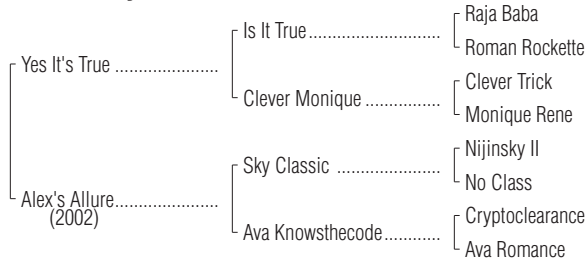 Raja Baba
Is It True
Roman Rockette
Yes It's True
Clever Trick
Clever Monique
Monique Rene
Nijinsky II
Sky Classic
No Class
Alex's Allure
(2002)
Cryptoclearance
Ava Knowsthecode
Ava Romance